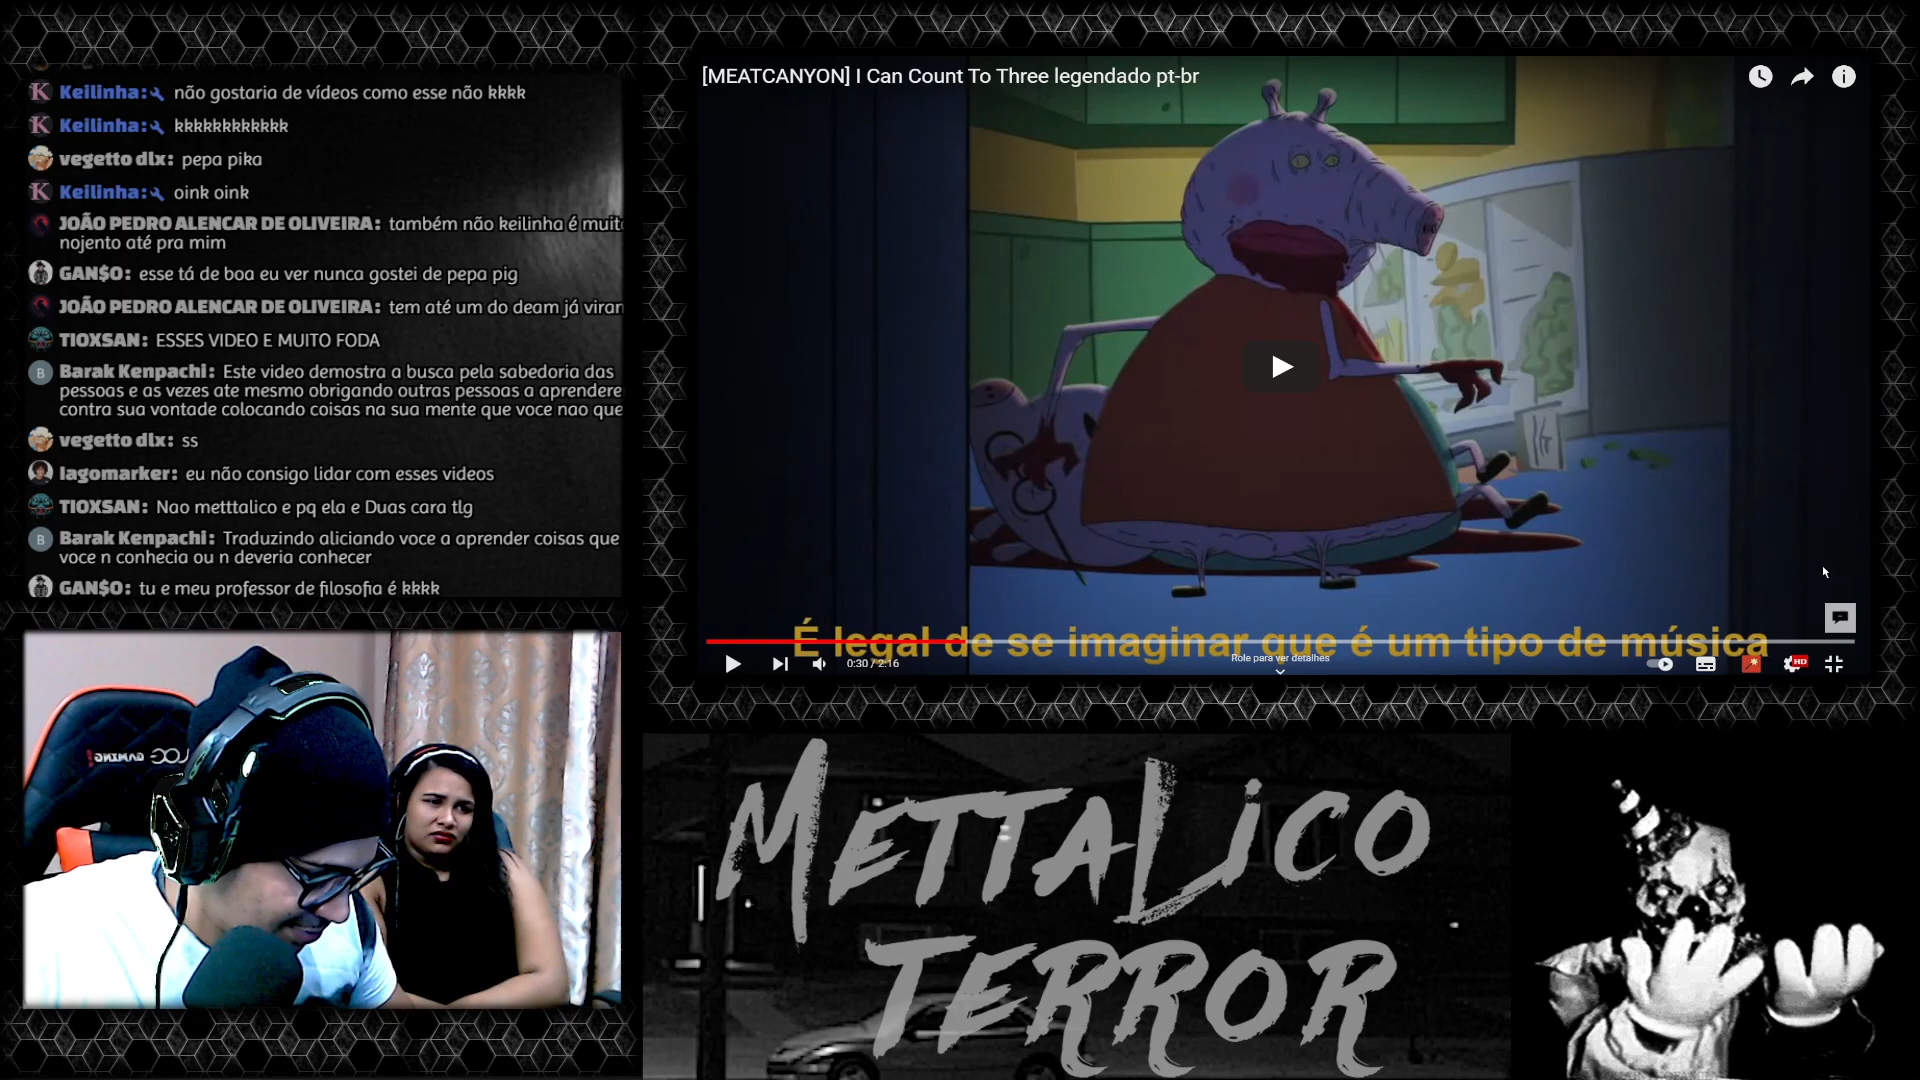 Keilinha: não gostaria de vídeos como esse não kkkk
Keilinha: kkkkkkkkkkkk
vegetto dlx: pepa pika
Keilinha: oink oink
JOÃO PEDRO ALENCAR DE OLIVEIRA: também não keilinha é muit
nojento até pra mim
GAN$O: esse tá de boa eu ver nunca gostei de pepa pig
JOÃO PEDRO ALENCAR DE OLIVEIRA: tem até um do deam já viran
TIOXSAN: ESSES VIDEO E MUITO FODA
B Barak Kenpachi: Este video demostra a busca pela sabedoria das
pessoas e as vezes ate mesmo obrigando outras pessoas a aprendere
contra sua vontade colocando coisas na sua mente que voce nao que
vegetto dlx: ss
Iagomarker: eu não consigo lidar com esses videos
TIOXSAN: Nao metttalico e pq ela e Duas cara tlg
B Barak Kenpachi: Traduzindo aliciando voce a aprender coisas que
voce n conhecia ou n deveria conhecer
GAN$O: tu e meu professor de filosofia é kkkk
[MEATCANYON] I Can Count To Three legendado pt-br
É legal de se imaginar que é um tipo de música
0:30 / 2:16
Role para ver detalhes
HD
GAMING
METTALICO
TERROR